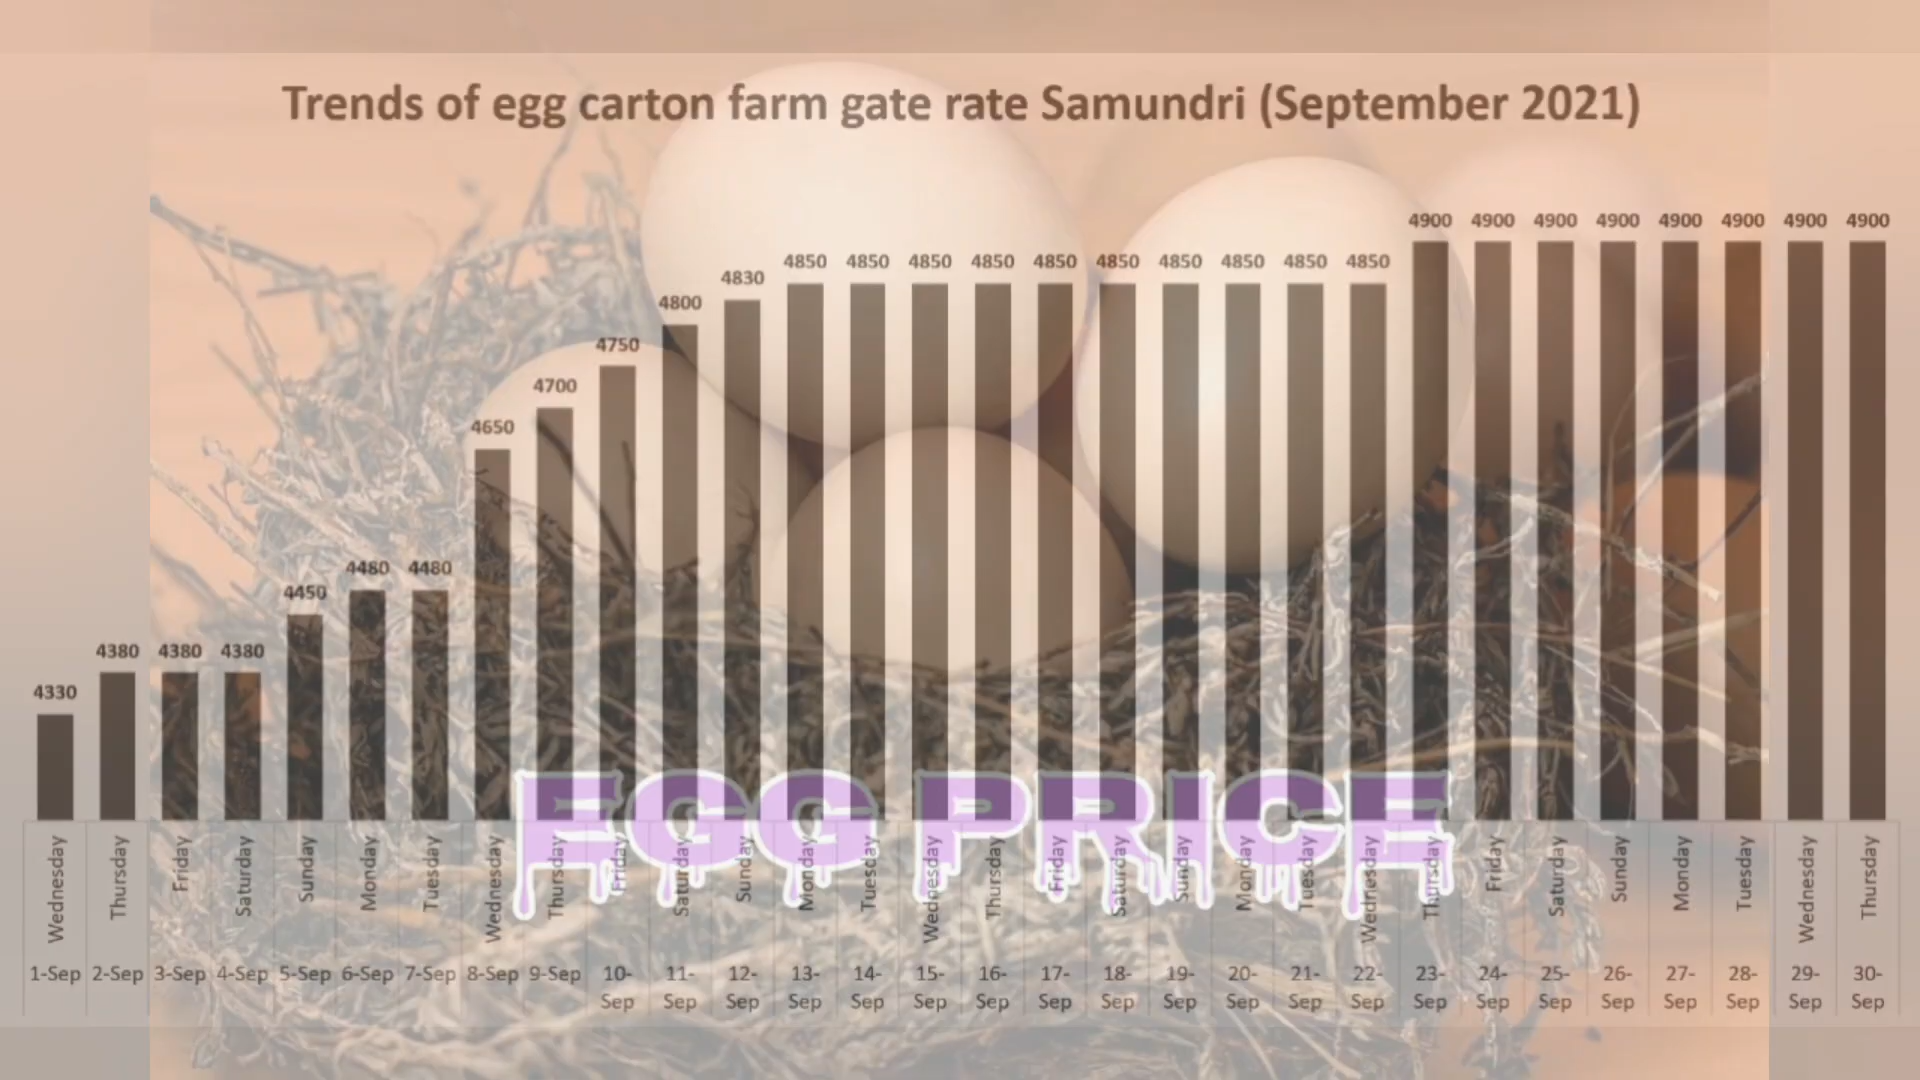 Trends of egg carton farm gate rate Samundri (September 2021)
4330 4380 4380 4380 4450 4480 4480 4650 4700 4750 4800 4830 4850 4850 4850 4850 4850 4850 4850 4850 4850 4850 4900 4900 4900 4900 4900 4900 4900 4900
EGG PRICE
Wednesday Thursday Friday Saturday Sunday Monday Tuesday Wednesday Thursday Friday Saturday Sunday Monday Tuesday Wednesday Thursday Friday Saturday Sunday Monday Tuesday Wednesday Thursday Friday Saturday Sunday Monday Tuesday Wednesday Thursday
1-Sep 2-Sep 3-Sep 4-Sep 5-Sep 6-Sep 7-Sep 8-Sep 9-Sep 10-Sep 11-Sep 12-Sep 13-Sep 14-Sep 15-Sep 16-Sep 17-Sep 18-Sep 19-Sep 20-Sep 21-Sep 22-Sep 23-Sep 24-Sep 25-Sep 26-Sep 27-Sep 28-Sep 29-Sep 30-Sep